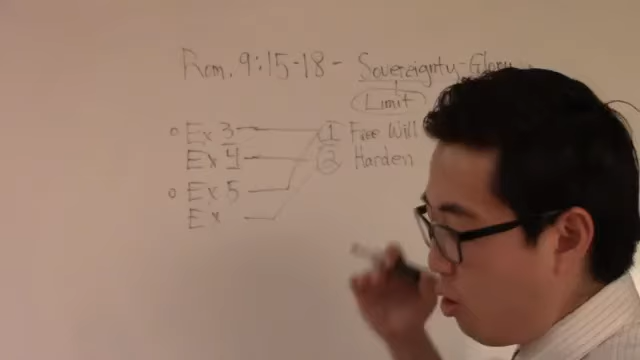 Rom. 9:15-18 - Sovereignty-Glory
Limit
Ex 3 ① Free Will
Ex 4 ② Harden
Ex 5
Ex